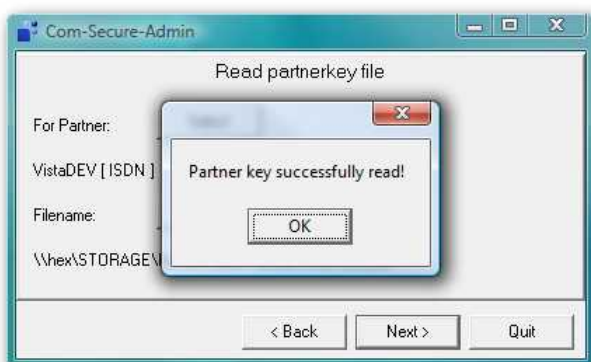 Com-Secure-Admin
Read partnerkey file
For Partner:
VistaDEV [ ISDN ]
Partner key successfully read!
Filename:
OK
\\hex\STORAGE\
< Back
Next >
Quit